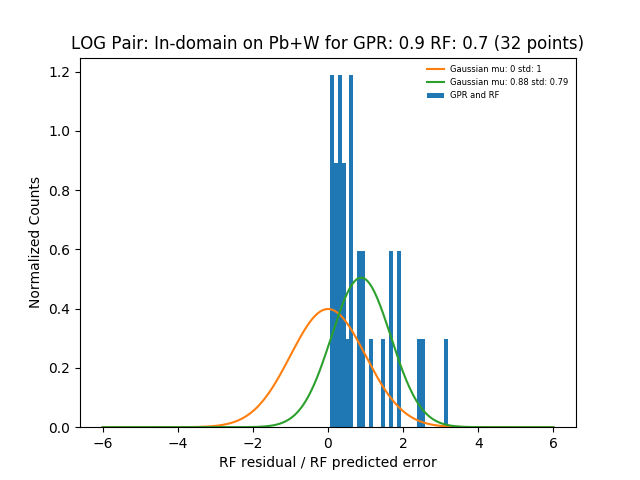 LOG Pair: In-domain on Pb+W for GPR: 0.9 RF: 0.7 (32 points)
Gaussian mu: 0 std: 1
Gaussian mu: 0.88 std: 0.79
GPR and RF
Normalized Counts
1.2
1.0
0.8
0.6
0.4
0.2
0.0
−6 −4 −2 0 2 4 6
RF residual / RF predicted error